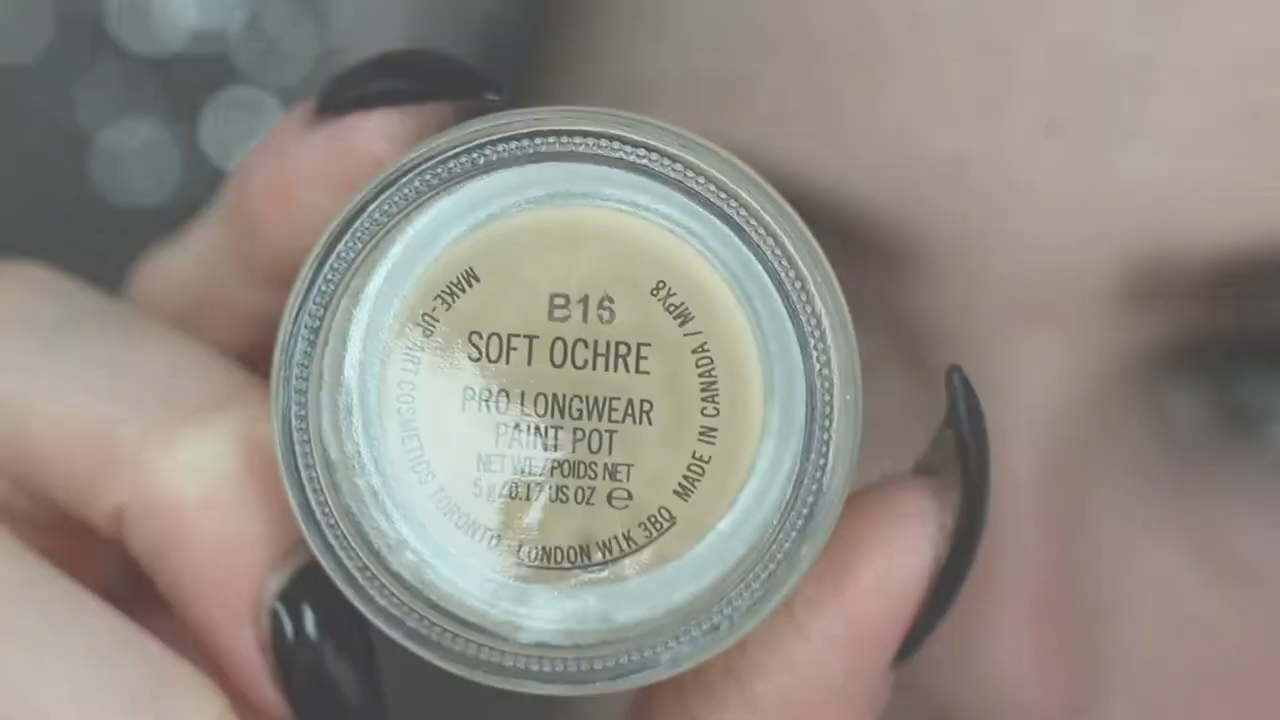 B16
SOFT OCHRE
PRO LONGWEAR
PAINT POT
NET WT./POIDS NET
5 g/0.17 US OZ ℮
MAKE-UP ART COSMETICS TORONTO · LONDON W1K 3BQ MADE IN CANADA / MPX8